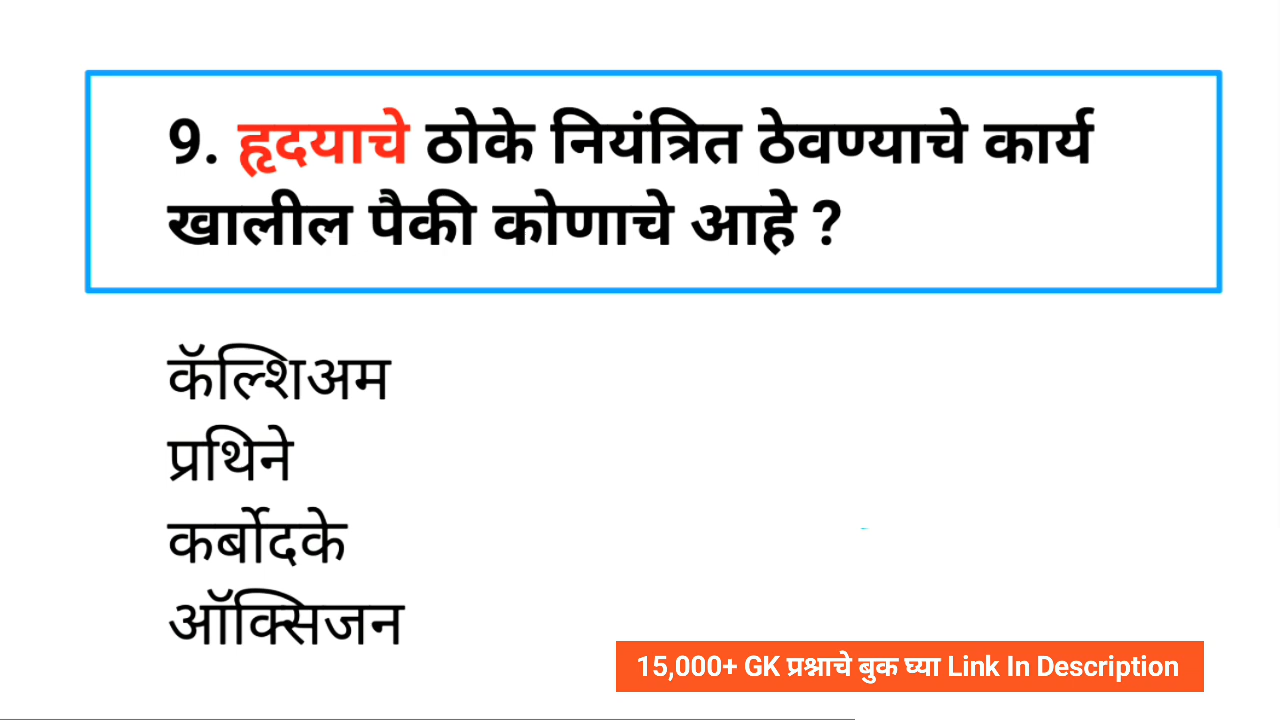 9. हृदयाचे ठोके नियंत्रित ठेवण्याचे कार्य
खालील पैकी कोणाचे आहे ?
कॅल्शिअम
प्रथिने
कर्बोदके
ऑक्सिजन
15,000+ GK प्रश्नाचे बुक घ्या Link In Description